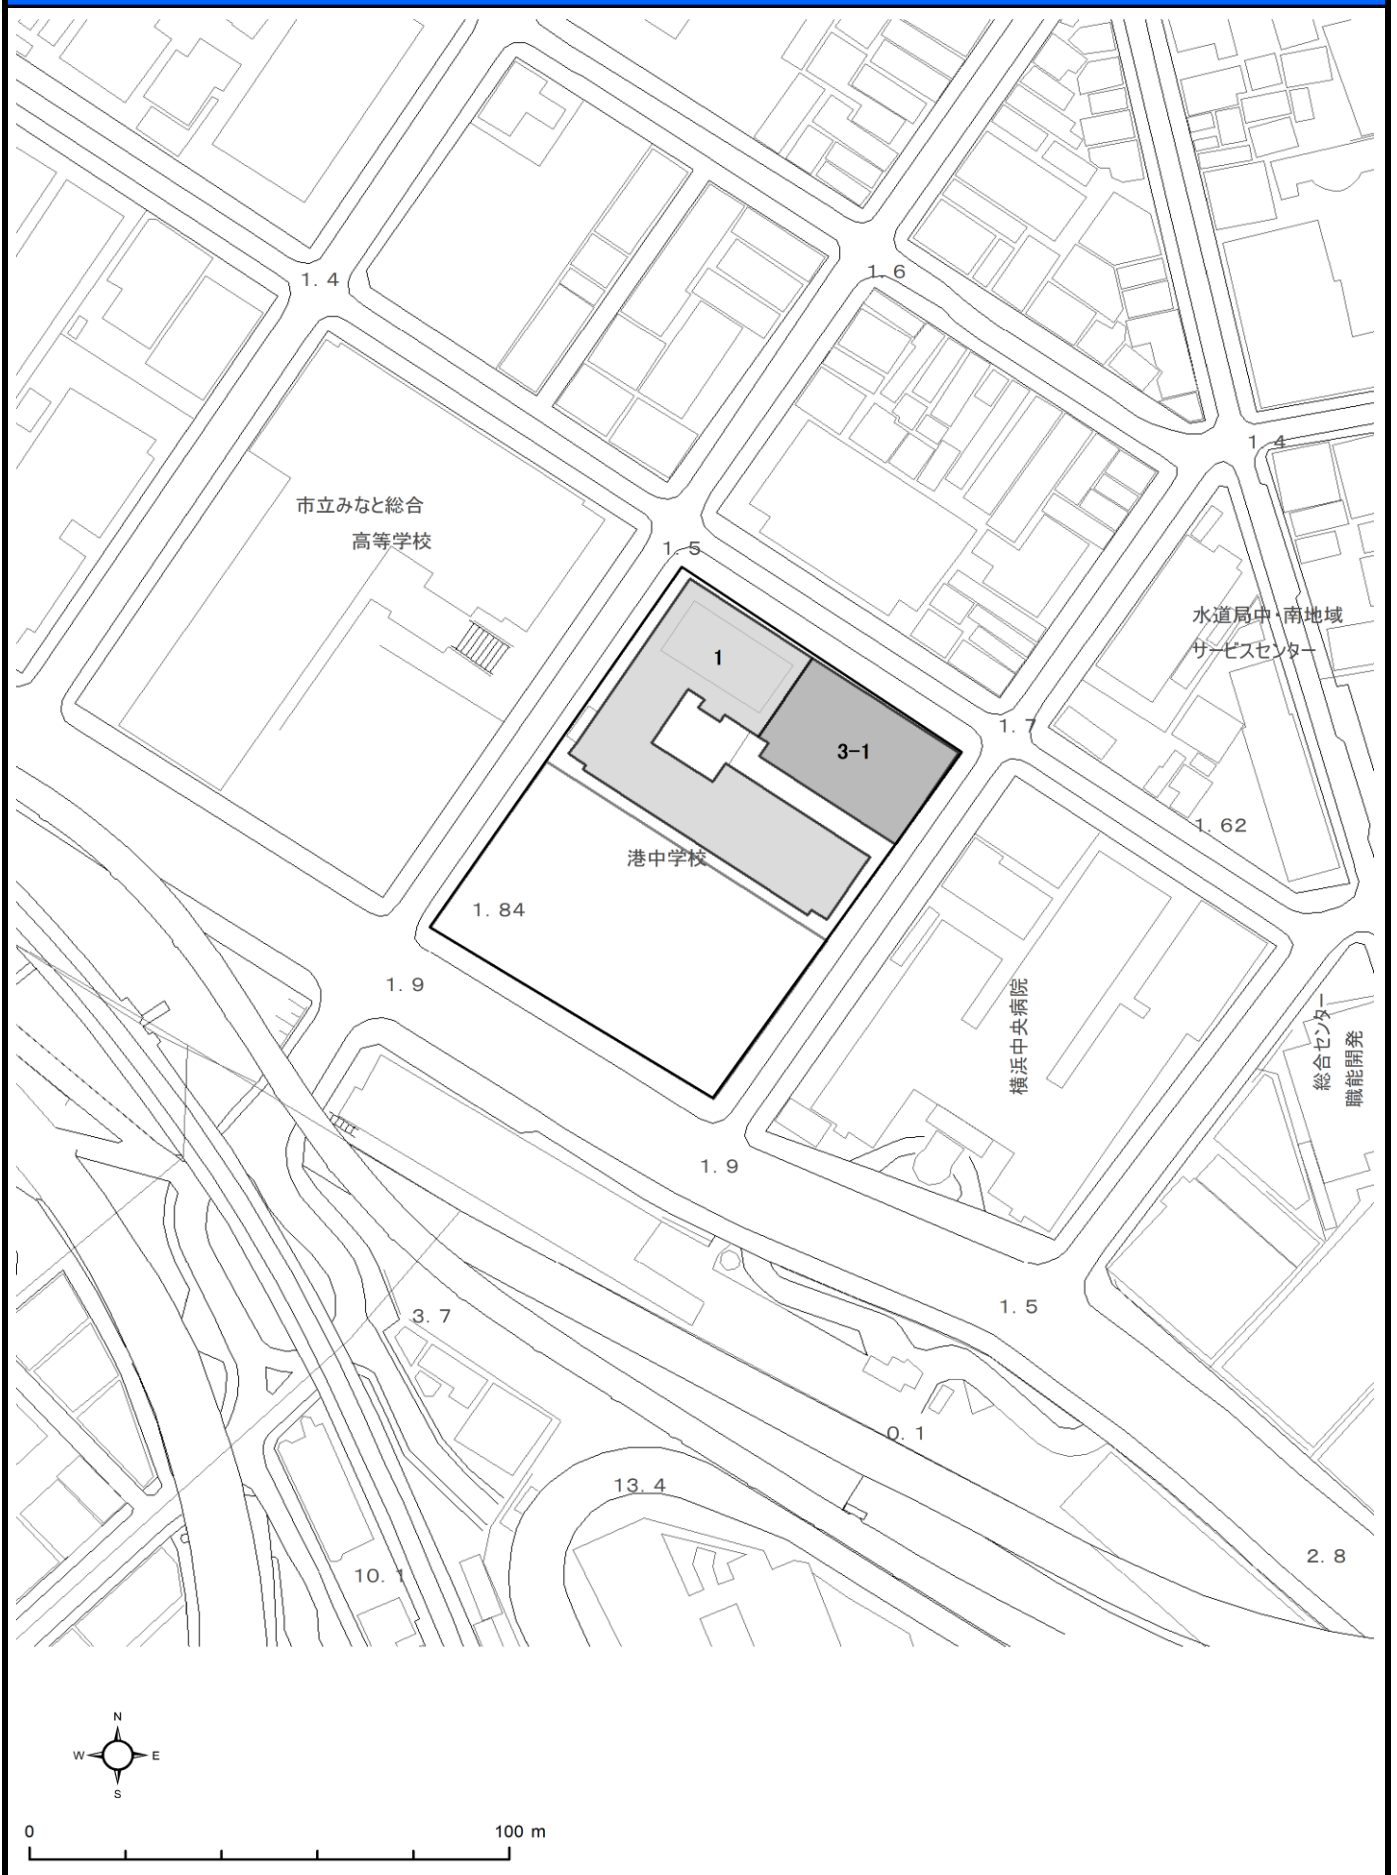 1. 4
1. 6
1. 4
市立みなと総合
高等学校
1. 5
水道局中・南地域
サービスセンター
1
1. 7
3-1
1. 62
港中学校
1. 84
1. 9
横浜中央病院
総合センター
職能開発
1. 9
1. 5
3. 7
0. 1
13. 4
2. 8
10. 1
N
W E
S
0 100 m